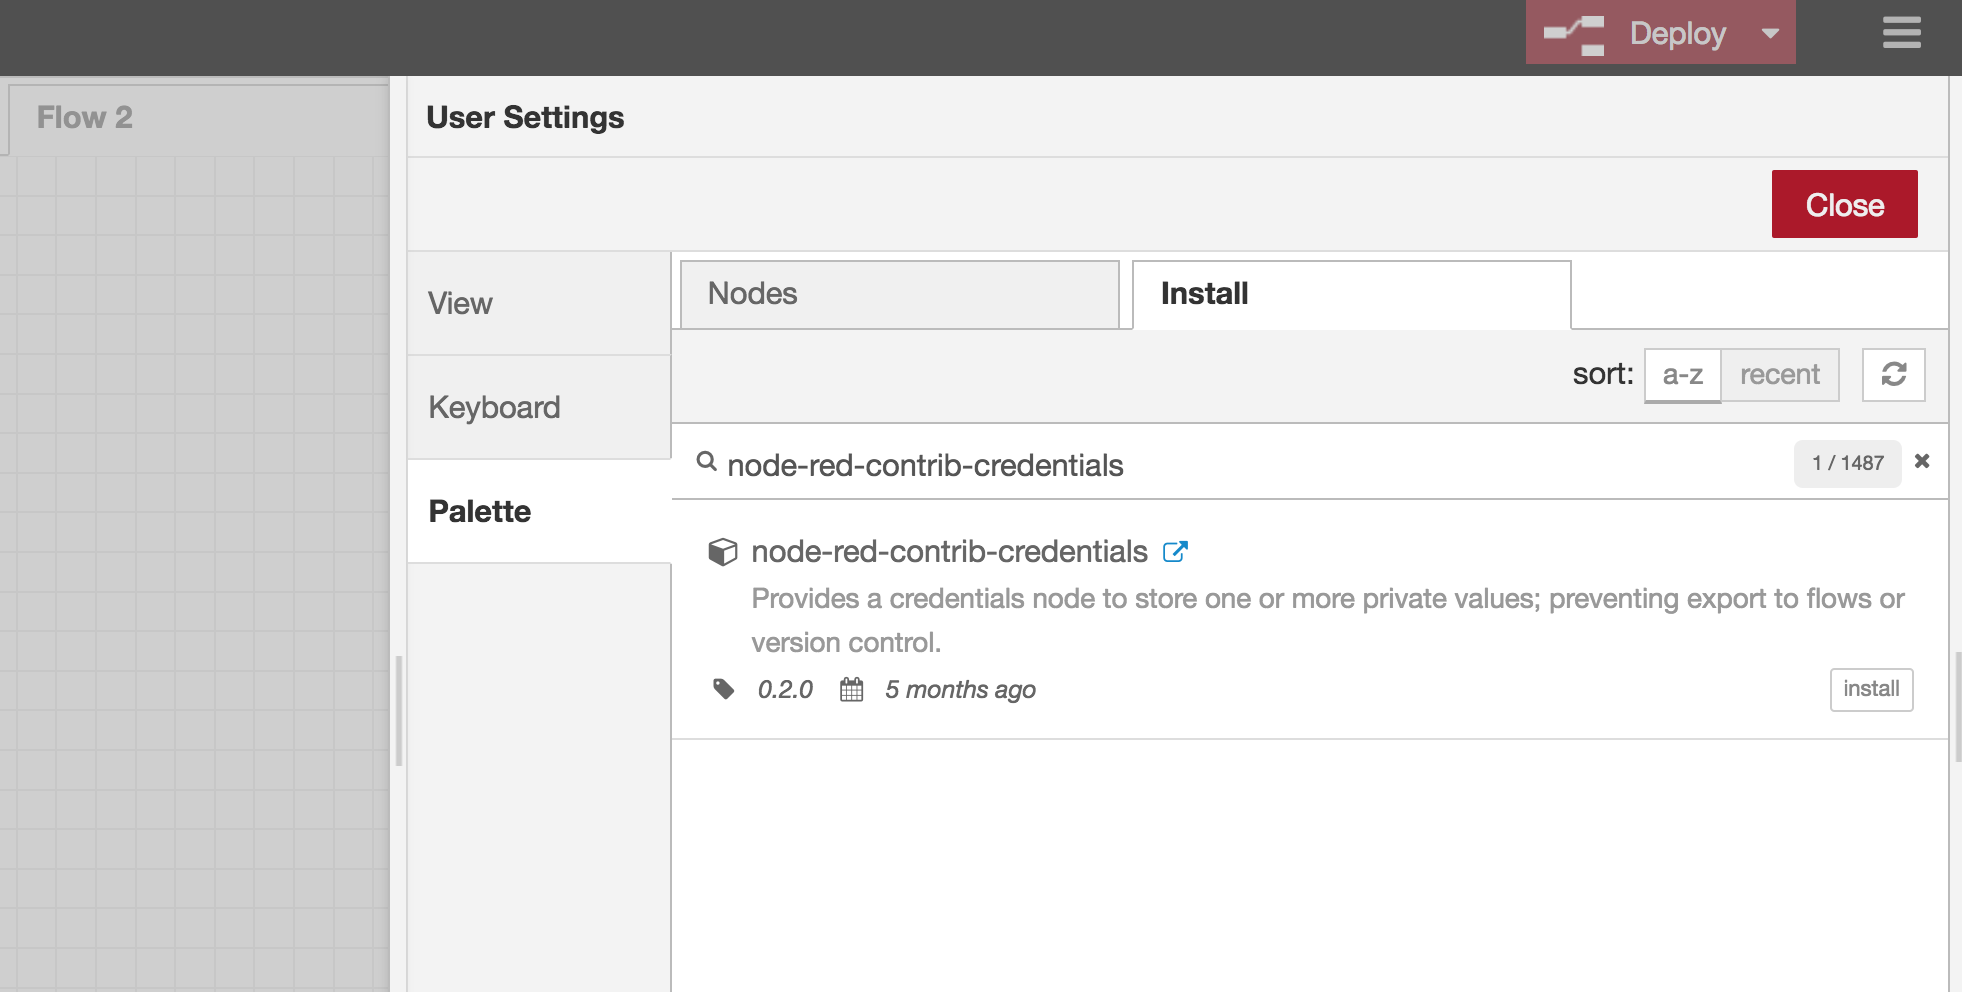 Deploy
Flow 2
User Settings
Close
View
Keyboard
Palette
Nodes
Install
sort: a-z recent
node-red-contrib-credentials 1 / 1487
node-red-contrib-credentials
Provides a credentials node to store one or more private values; preventing export to flows or
version control.
0.2.0 5 months ago
install